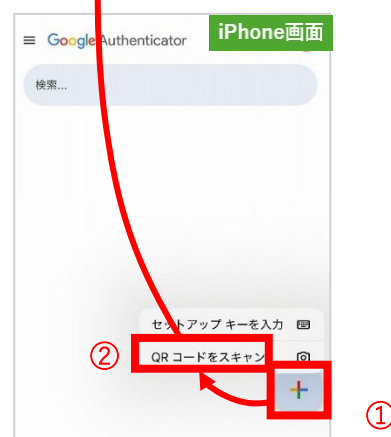 iPhone画面
Google Authenticator
検索...
セットアップ キーを入力
② QR コードをスキャン
①